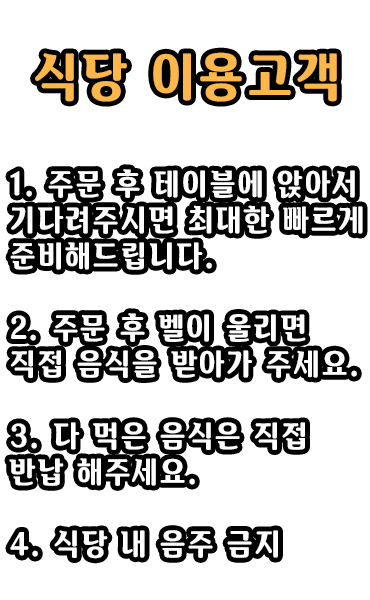 식당 이용고객
1. 주문 후 테이블에 앉아서
기다려주시면 최대한 빠르게
준비해드립니다.
2. 주문 후 벨이 울리면
직접 음식을 받아가 주세요.
3. 다 먹은 음식은 직접
반납 해주세요.
4. 식당 내 음주 금지